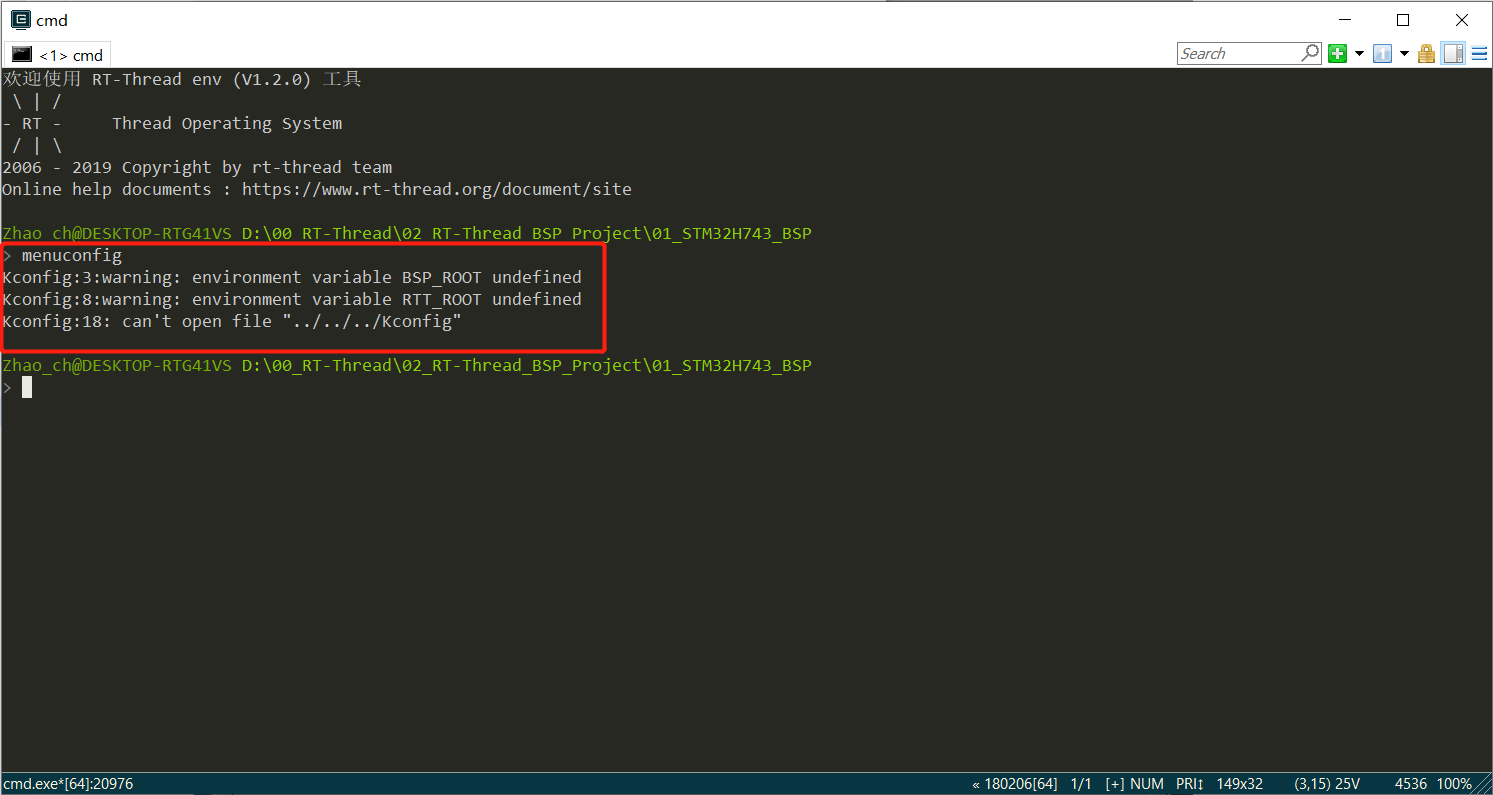 cmd
<1> cmd
Search
欢迎使用 RT-Thread env (V1.2.0) 工具
\ | /
- RT -     Thread Operating System
/ | \
2006 - 2019 Copyright by rt-thread team
Online help documents : https://www.rt-thread.org/document/site
Zhao_ch@DESKTOP-RTG41VS D:\00_RT-Thread\02_RT-Thread_BSP_Project\01_STM32H743_BSP
> menuconfig
Kconfig:3:warning: environment variable BSP_ROOT undefined
Kconfig:8:warning: environment variable RTT_ROOT undefined
Kconfig:18: can't open file "../../../Kconfig"
Zhao_ch@DESKTOP-RTG41VS D:\00_RT-Thread\02_RT-Thread_BSP_Project\01_STM32H743_BSP
>
cmd.exe*[64]:20976 « 180206[64] 1/1 [+] NUM PRI↕ 149x32 (3,15) 25V 4536 100%